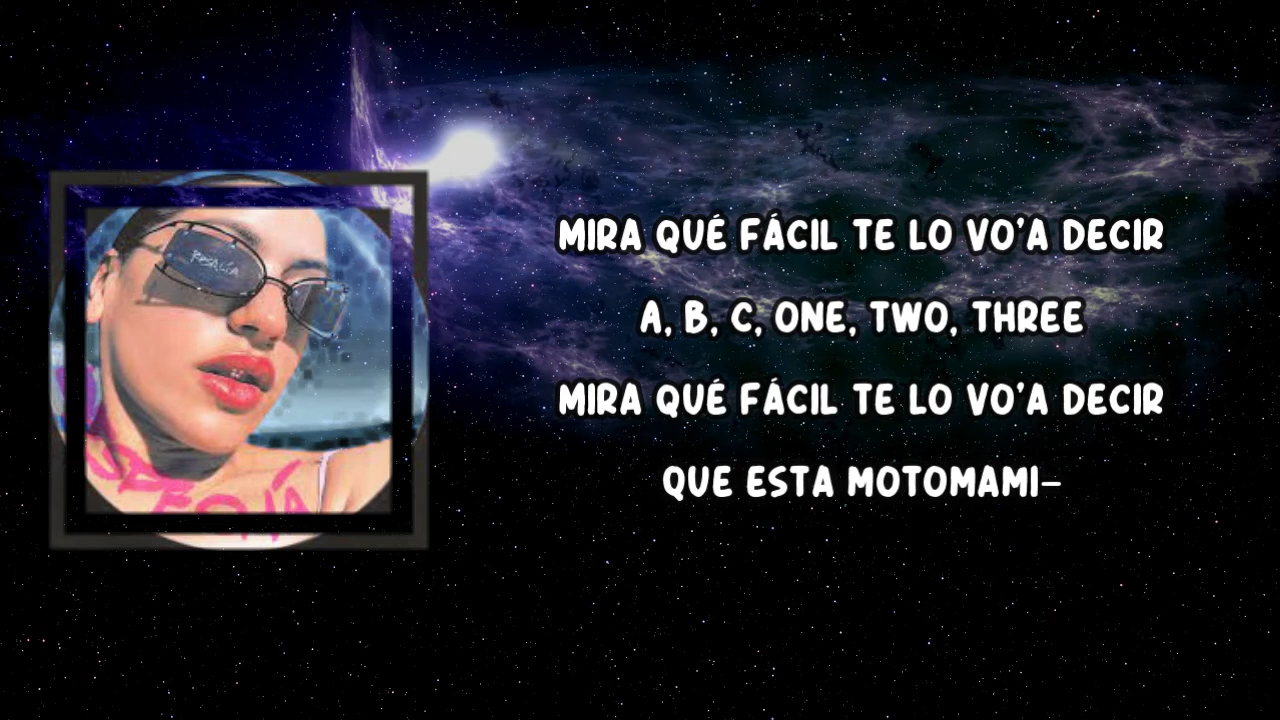 ROSALÍA
MIRA QUÉ FÁCIL TE LO VO'A DECIR
A, B, C, ONE, TWO, THREE
MIRA QUÉ FÁCIL TE LO VO'A DECIR
QUE ESTA MOTOMAMI-